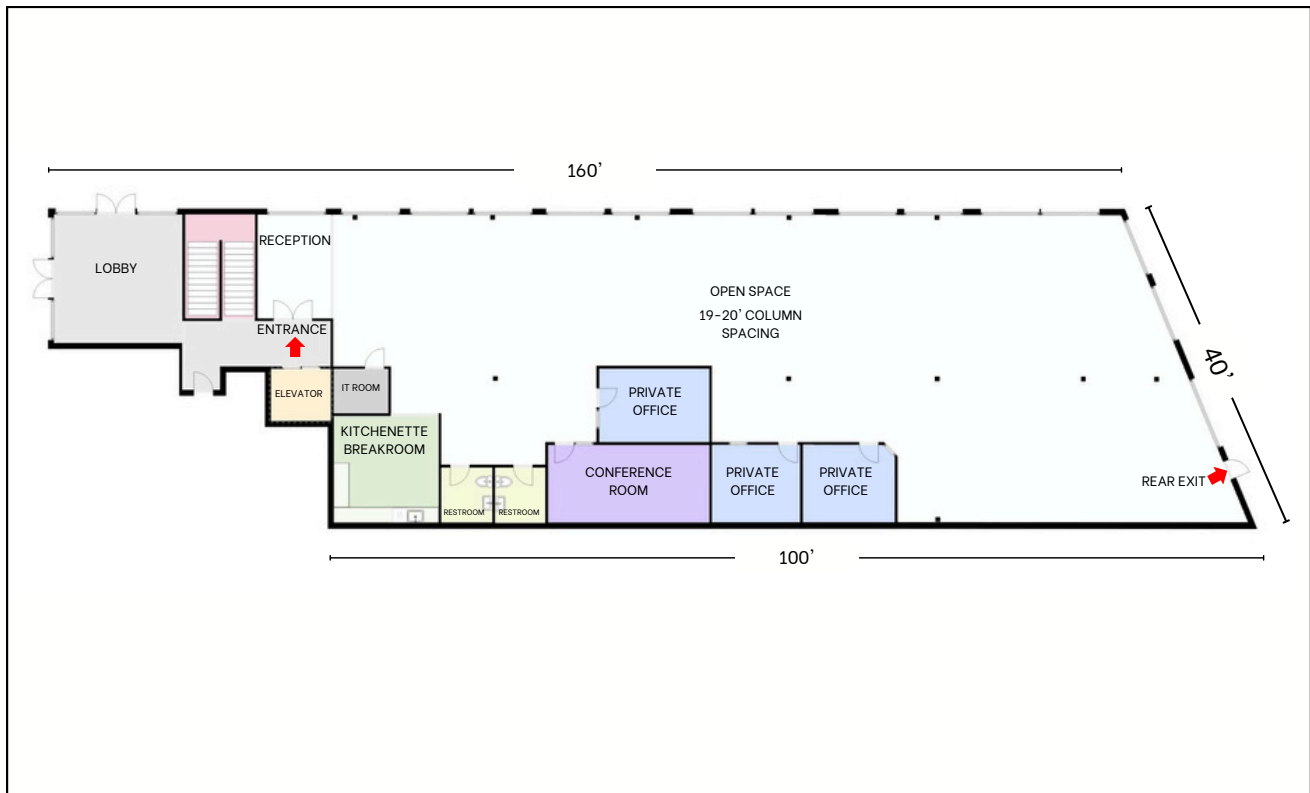 160’
RECEPTION
LOBBY
OPEN SPACE
19-20’ COLUMN
SPACING
ENTRANCE
40’
ELEVATOR
IT ROOM
PRIVATE
OFFICE
KITCHENETTE
BREAKROOM
CONFERENCE
ROOM
PRIVATE
OFFICE
PRIVATE
OFFICE
REAR EXIT
RESTROOM
RESTROOM
100’